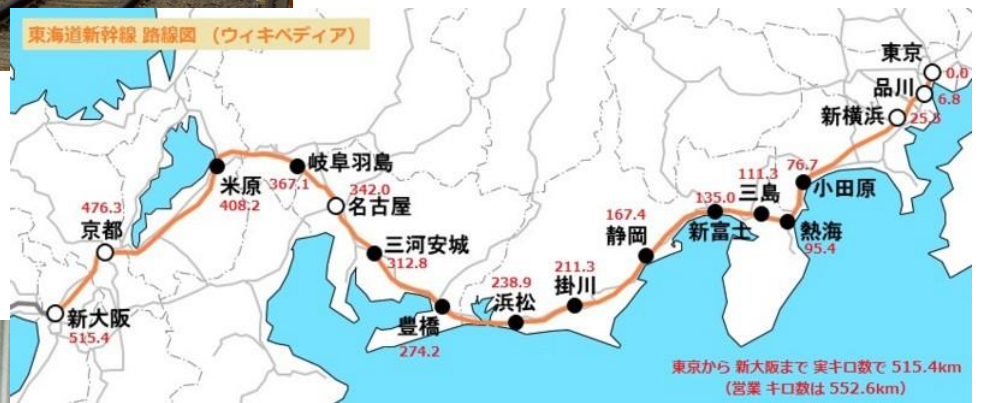 東海道新幹線 路線図 （ウィキペディア）
東京
0.0
品川
6.8
新横浜
25.5
76.7
小田原
熱海
95.4
111.3
三島
135.0
新富士
167.4
静岡
211.3
掛川
238.9
浜松
豊橋
274.2
三河安城
312.8
342.0
名古屋
岐阜羽島
367.1
米原
408.2
476.3
京都
新大阪
515.4
東京から 新大阪まで 実キロ数で 515.4km
（営業 キロ数は 552.6km）